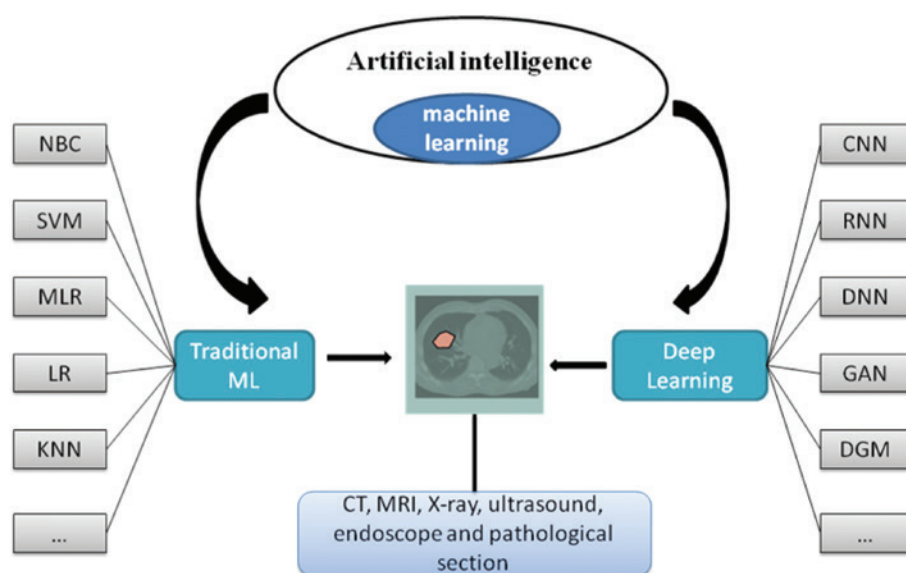 Artificial intelligence
machine
learning
NBC
SVM
MLR
LR
KNN
...
Traditional
ML
Deep
Learning
CNN
RNN
DNN
GAN
DGM
...
CT, MRI, X-ray, ultrasound,
endoscope and pathological
section